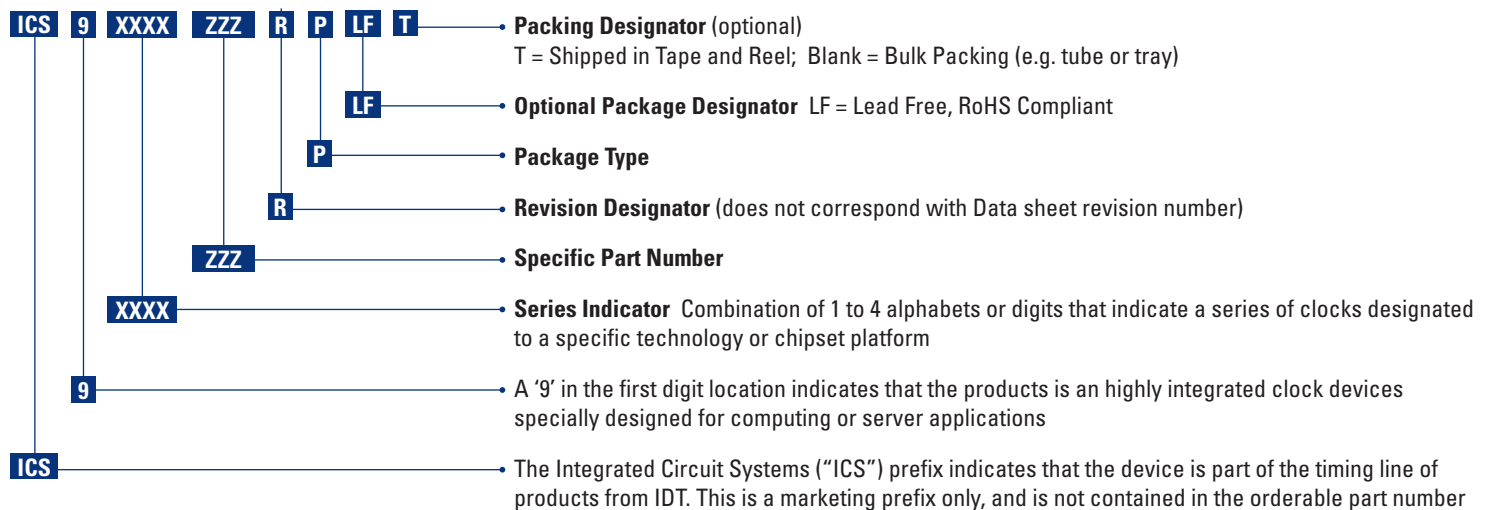 ICS 9 XXXX ZZZ R P LF T Packing Designator (optional)
T = Shipped in Tape and Reel; Blank = Bulk Packing (e.g. tube or tray)
LF Optional Package Designator LF = Lead Free, RoHS Compliant
P Package Type
R Revision Designator (does not correspond with Data sheet revision number)
ZZZ Specific Part Number
XXXX Series Indicator Combination of 1 to 4 alphabets or digits that indicate a series of clocks designated
to a specific technology or chipset platform
9 A ‘9’ in the first digit location indicates that the products is an highly integrated clock devices
specially designed for computing or server applications
ICS The Integrated Circuit Systems (“ICS”) prefix indicates that the device is part of the timing line of
products from IDT. This is a marketing prefix only, and is not contained in the orderable part number